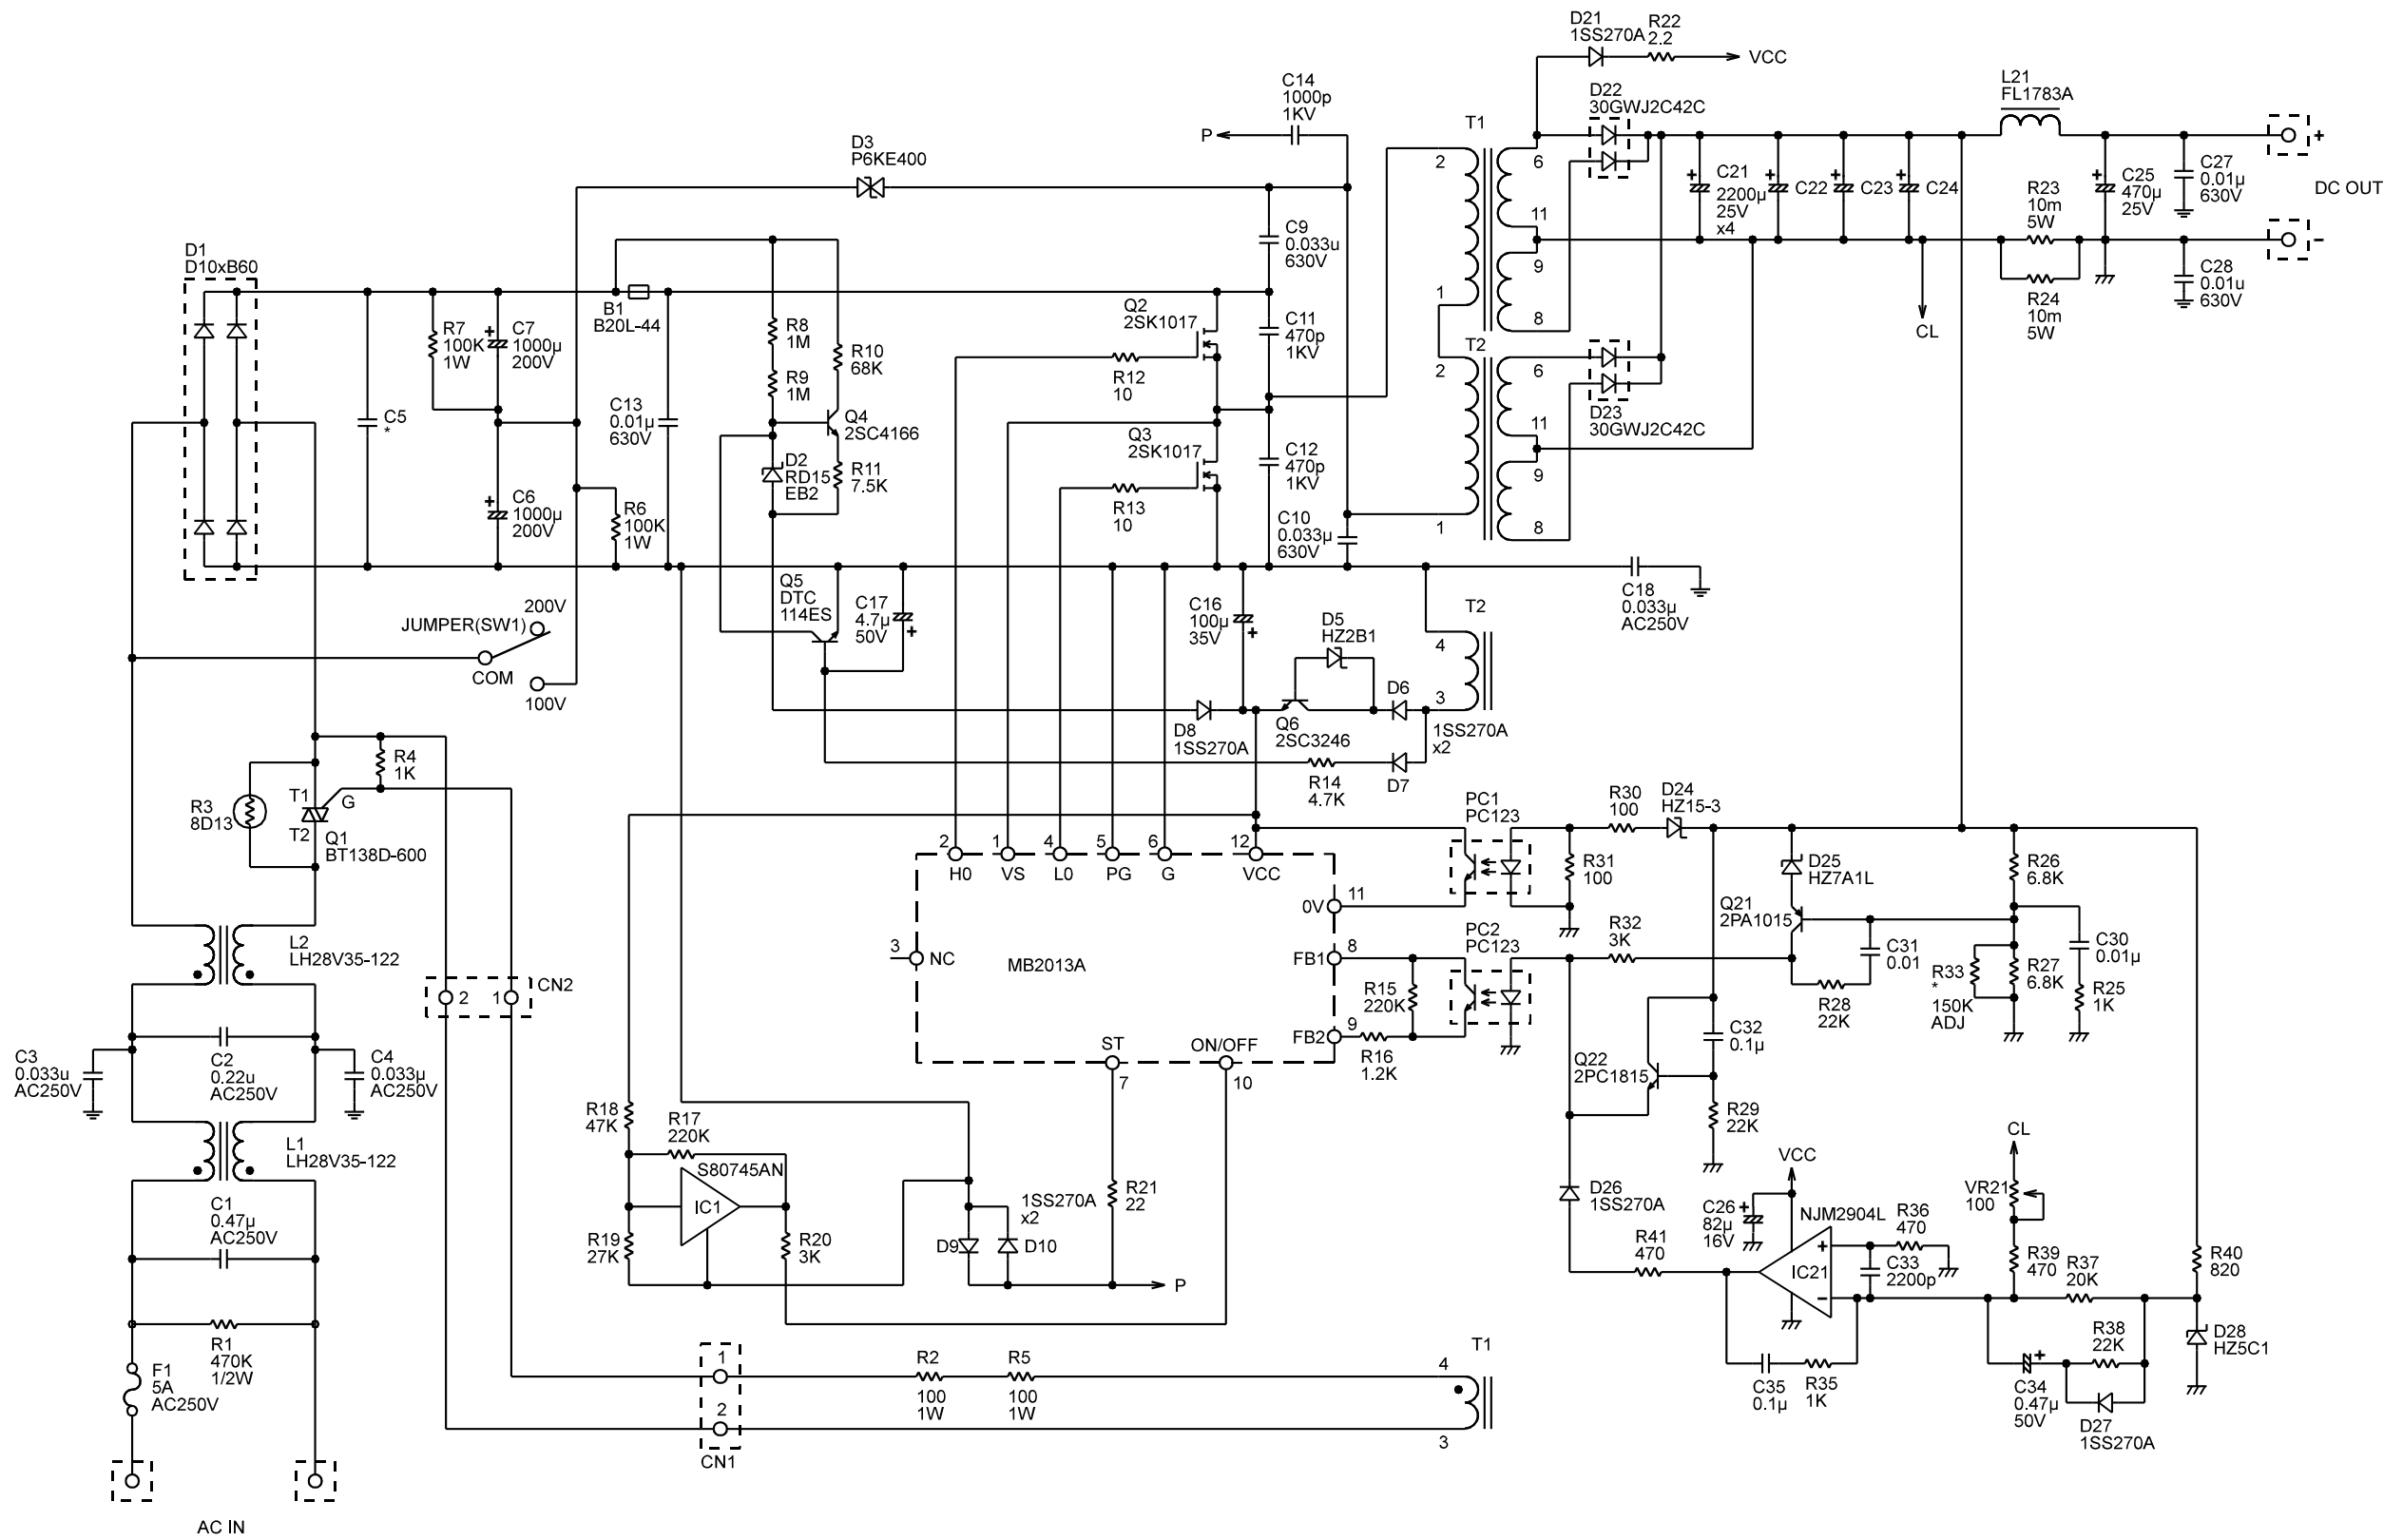 D21
1SS270A
R22
2.2
VCC
C14
1000p
1KV
P
D22
30GWJ2C42C
L21
FL1783A
T1
2
1
6
11
9
8
+
D3
P6KE400
C21
2200µ
25V
x4
C22
C23
C24
R23
10m
5W
C25
470µ
25V
C27
0.01µ
630V
DC OUT
C9
0.033u
630V
−
D1
D10xB60
B1
B20L-44
Q2
2SK1017
C11
470p
1KV
C28
0.01u
630V
R24
10m
5W
CL
R7
100K
1W
C7
1000µ
200V
R8
1M
R10
68K
R9
1M
R12
10
T2
2
1
6
11
9
8
D23
30GWJ2C42C
C5
*
C13
0.01µ
630V
Q4
2SC4166
Q3
2SK1017
C12
470p
1KV
D2
RD15
EB2
R11
7.5K
C6
1000µ
200V
R6
100K
1W
R13
10
C10
0.033µ
630V
Q5
DTC
114ES
C17
4.7µ
50V
C16
100µ
35V
D5
HZ2B1
T2
4
3
C18
0.033µ
AC250V
200V
JUMPER(SW1)
COM
100V
D6
D8
1SS270A
Q6
2SC3246
1SS270A
x2
R14
4.7K
D7
R4
1K
R3
8D13
T1
G
T2
Q1
BT138D-600
PC1
PC123
R30
100
D24
HZ15-3
2
1
4
5
6
12
H0
VS
L0
PG
G
VCC
R31
100
D25
HZ7A1L
R26
6.8K
0V
11
Q21
2PA1015
3
NC
MB2013A
FB1
8
PC2
PC123
R32
3K
C31
0.01
C30
0.01µ
L2
LH28V35-122
R15
220K
R28
22K
R33
*
150K
ADJ
R27
6.8K
R25
1K
2
1
CN2
FB2
9
R16
1.2K
C32
0.1µ
ST
7
ON/OFF
10
Q22
2PC1815
C3
0.033u
AC250V
C2
0.22u
AC250V
C4
0.033µ
AC250V
R18
47K
R17
220K
R29
22K
L1
LH28V35-122
S80745AN
IC1
CL
VCC
1SS270A
x2
R21
22
D26
1SS270A
VR21
100
C1
0.47µ
AC250V
C26
82µ
16V
NJM2904L
R36
470
R19
27K
R20
3K
D9
D10
R41
470
IC21
+
−
C33
2200p
R39
470
R37
20K
R40
820
P
R1
470K
1/2W
F1
5A
AC250V
1
2
CN1
R2
100
1W
R5
100
1W
T1
4
3
R38
22K
D28
HZ5C1
C35
0.1µ
R35
1K
C34
0.47µ
50V
D27
1SS270A
AC IN